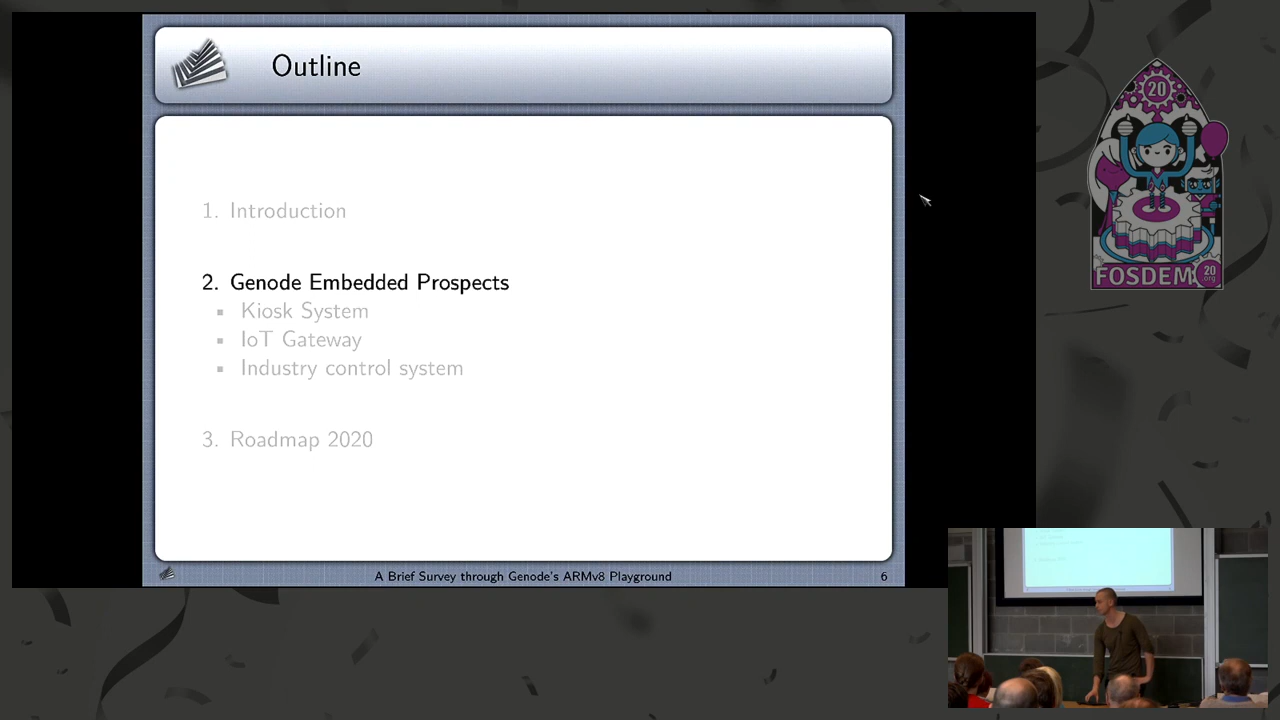 Outline
1. Introduction
2. Genode Embedded Prospects
▪ Kiosk System
▪ IoT Gateway
▪ Industry control system
3. Roadmap 2020
A Brief Survey through Genode's ARMv8 Playground
6
20
FOSDEM
20
org